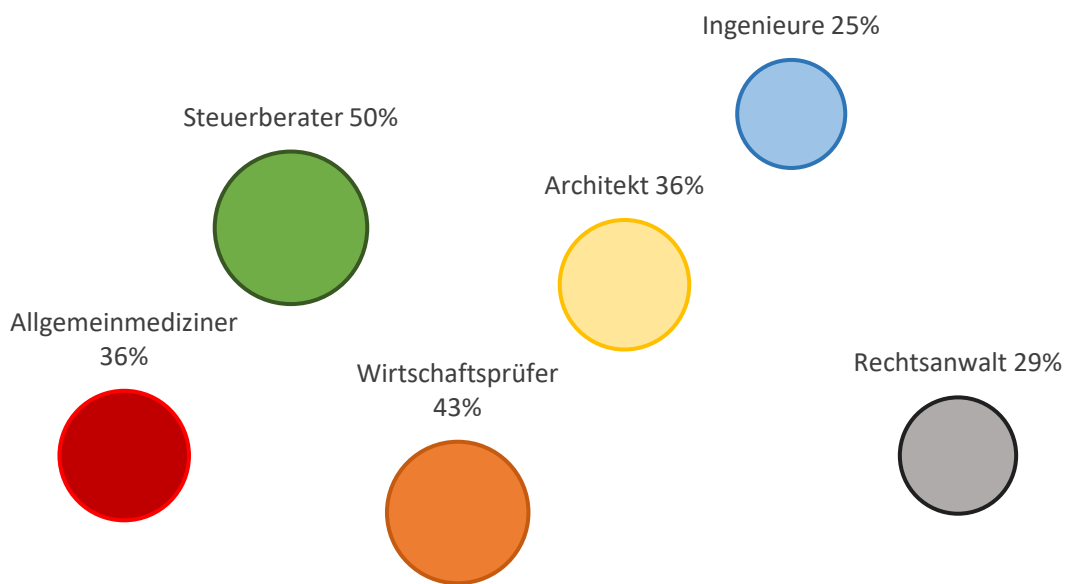 Ingenieure 25%
Steuerberater 50%
Architekt 36%
Allgemeinmediziner
36%
Wirtschaftsprüfer
43%
Rechtsanwalt 29%